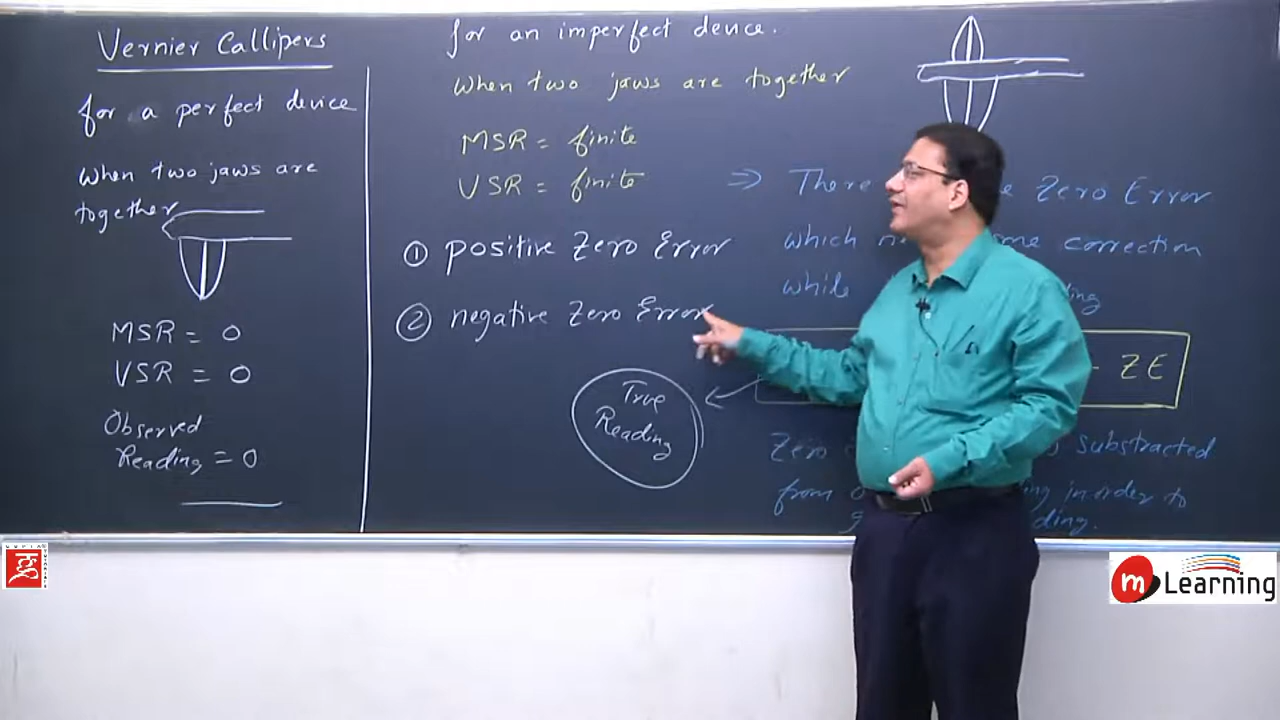 Vernier Callipers
for a perfect device
when two jaws are
together
MSR = 0
VSR = 0
Observed
Reading = 0
for an imperfect device.
when two jaws are together
MSR = finite
VSR = finite
① positive Zero Error
② negative Zero Error
True
Reading
⇒ There Zero Error
which correction
while
- ZE
Zero substracted
from in order to
mLearning